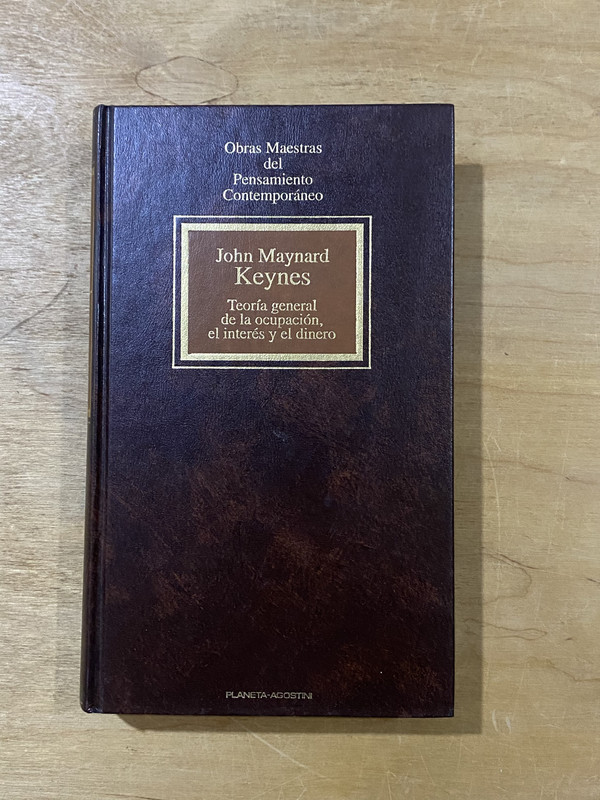 Obras Maestras
del
Pensamiento
Contemporáneo
John Maynard
Keynes
Teoría general
de la ocupación,
el interés y el dinero
PLANETA-AGOSTINI